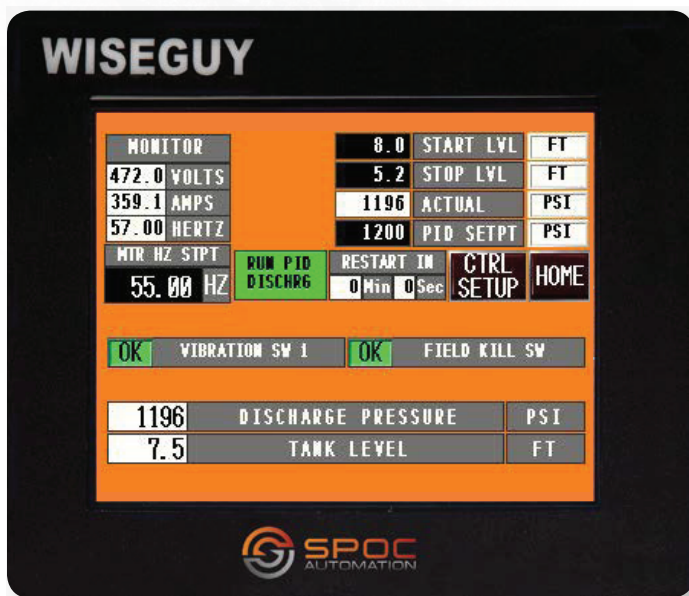 WISEGUY
MONITOR
472.0 VOLTS
359.1 AMPS
57.00 HERTZ
MTR HZ STPT
55.00 HZ
8.0 START LVL FT
5.2 STOP LVL FT
1196 ACTUAL PSI
1200 PID SETPT PSI
RUN PID
DISCHRG
RESTART IN
0 Min 0 Sec
CTRL
SETUP
HOME
OK VIBRATION SW 1 OK FIELD KILL SW
1196 DISCHARGE PRESSURE PSI
7.5 TANK LEVEL FT
SPOC
AUTOMATION